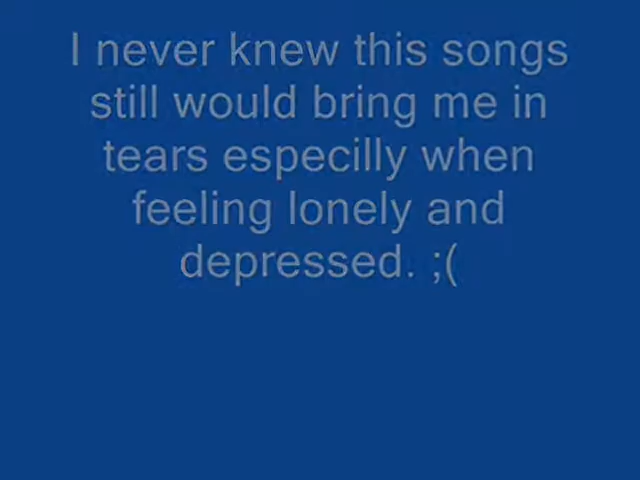 I never knew this songs
still would bring me in
tears especilly when
feeling lonely and
depressed. ;(